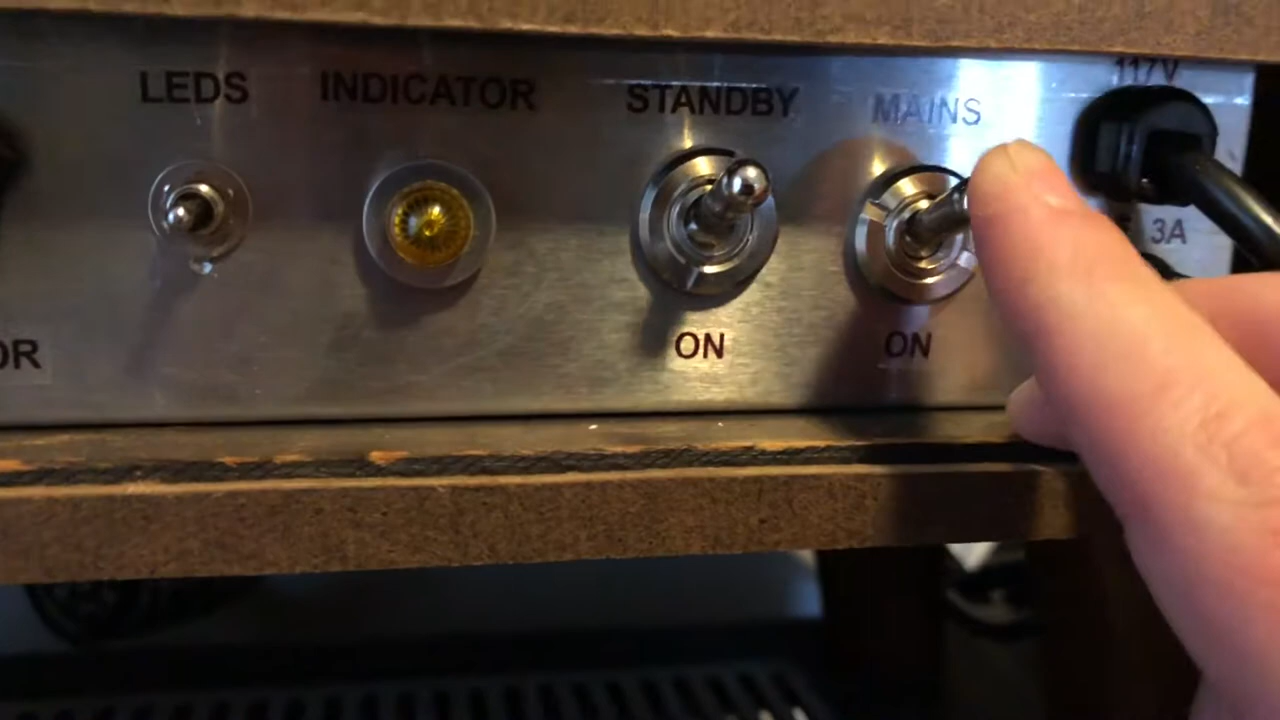 LEDS
INDICATOR
STANDBY
MAINS
117V
3A
OR
ON
ON